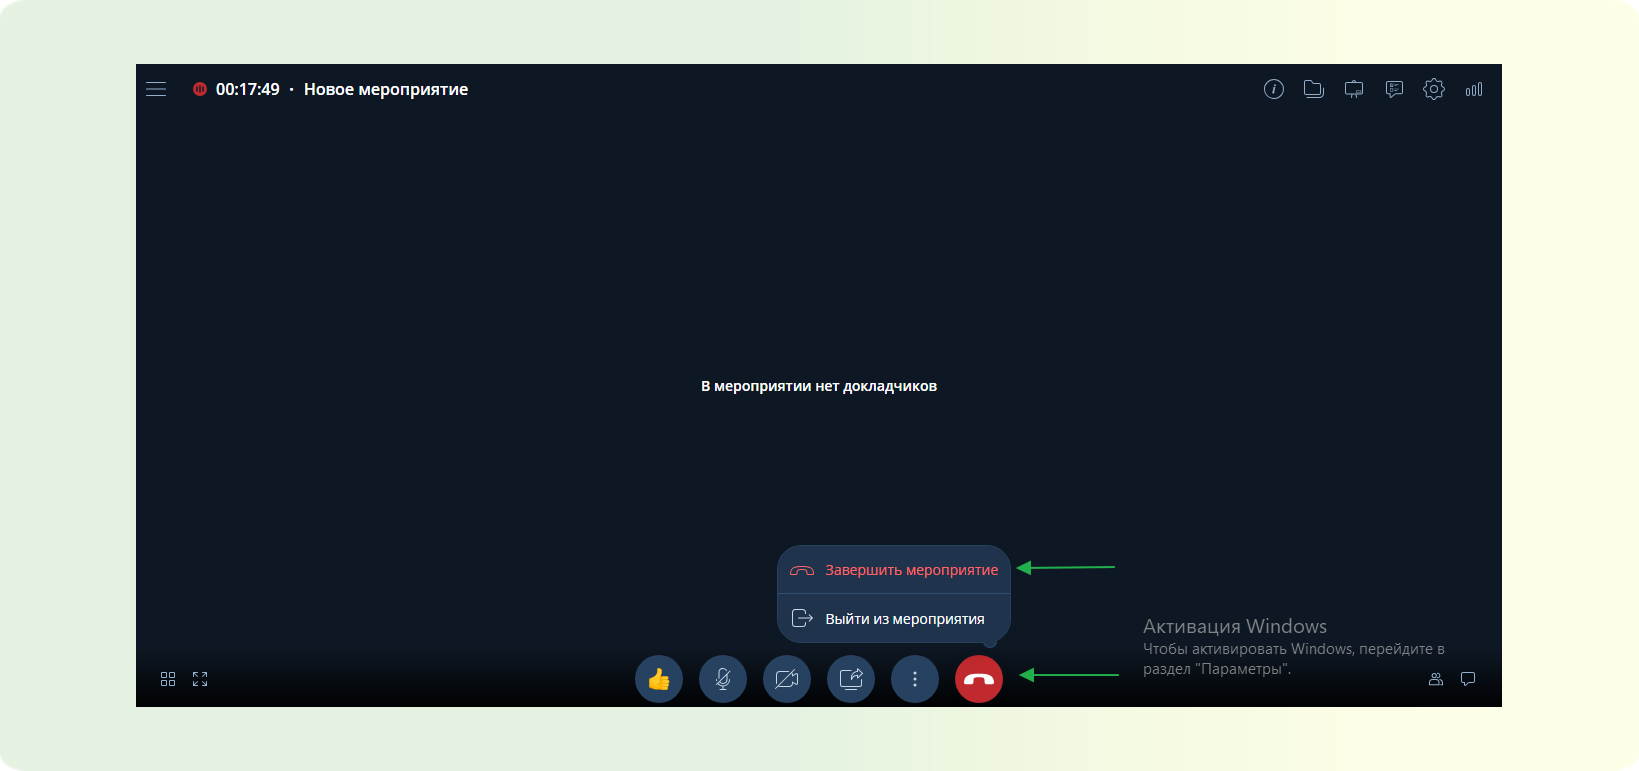 00:17:49 · Новое мероприятие
В мероприятии нет докладчиков
Завершить мероприятие
Выйти из мероприятия
Активация Windows
Чтобы активировать Windows, перейдите в
раздел "Параметры".